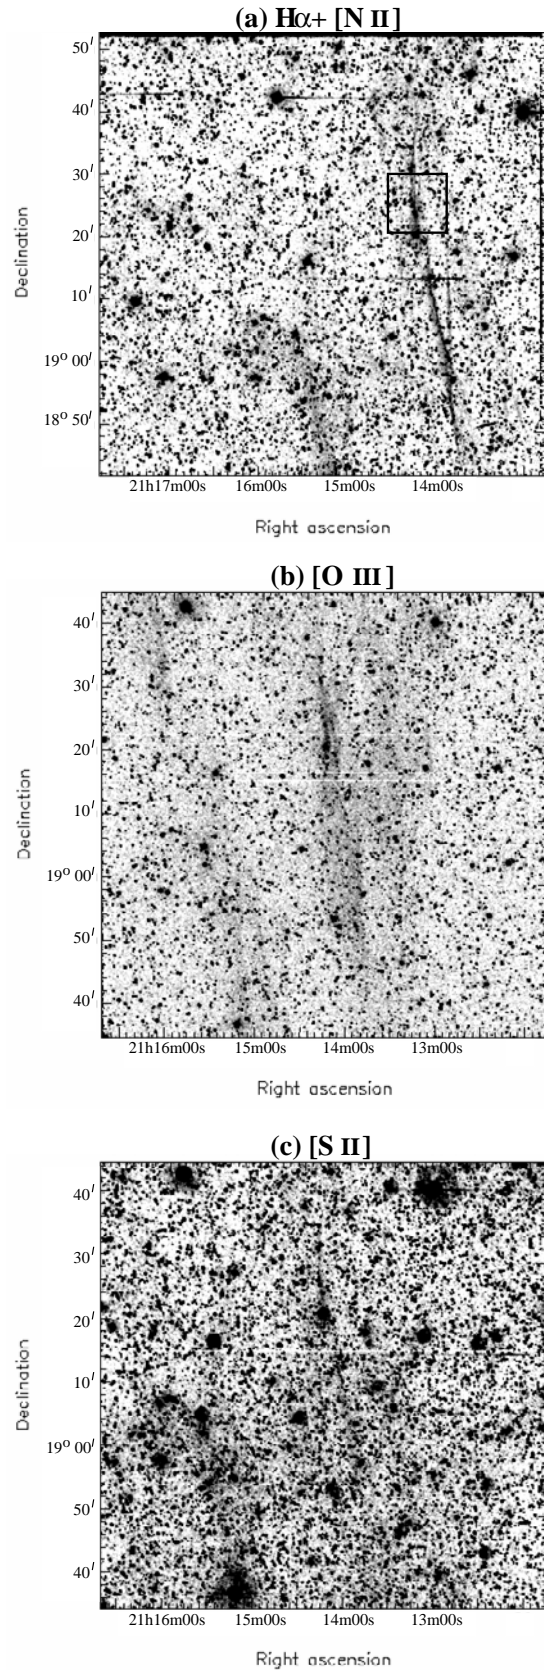 (a) Hα+ [N II]
50'
40'
30'
20'
10'
19° 00'
18° 50'
Declination
21h17m00s 16m00s 15m00s 14m00s
Right ascension
(b) [O III]
40'
30'
20'
10'
19° 00'
50'
40'
Declination
21h16m00s 15m00s 14m00s 13m00s
Right ascension
(c) [S II]
40'
30'
20'
10'
19° 00'
50'
40'
Declination
21h16m00s 15m00s 14m00s 13m00s
Right ascension